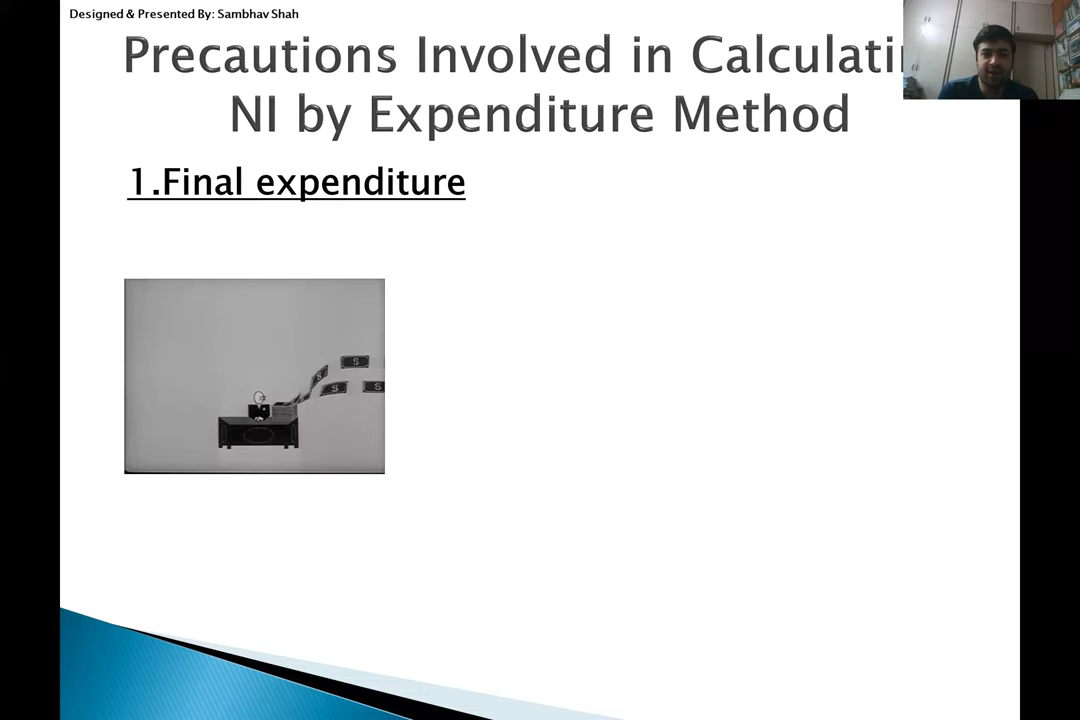 Designed & Presented By: Sambhav Shah
Precautions Involved in Calculati
NI by Expenditure Method
1.Final expenditure